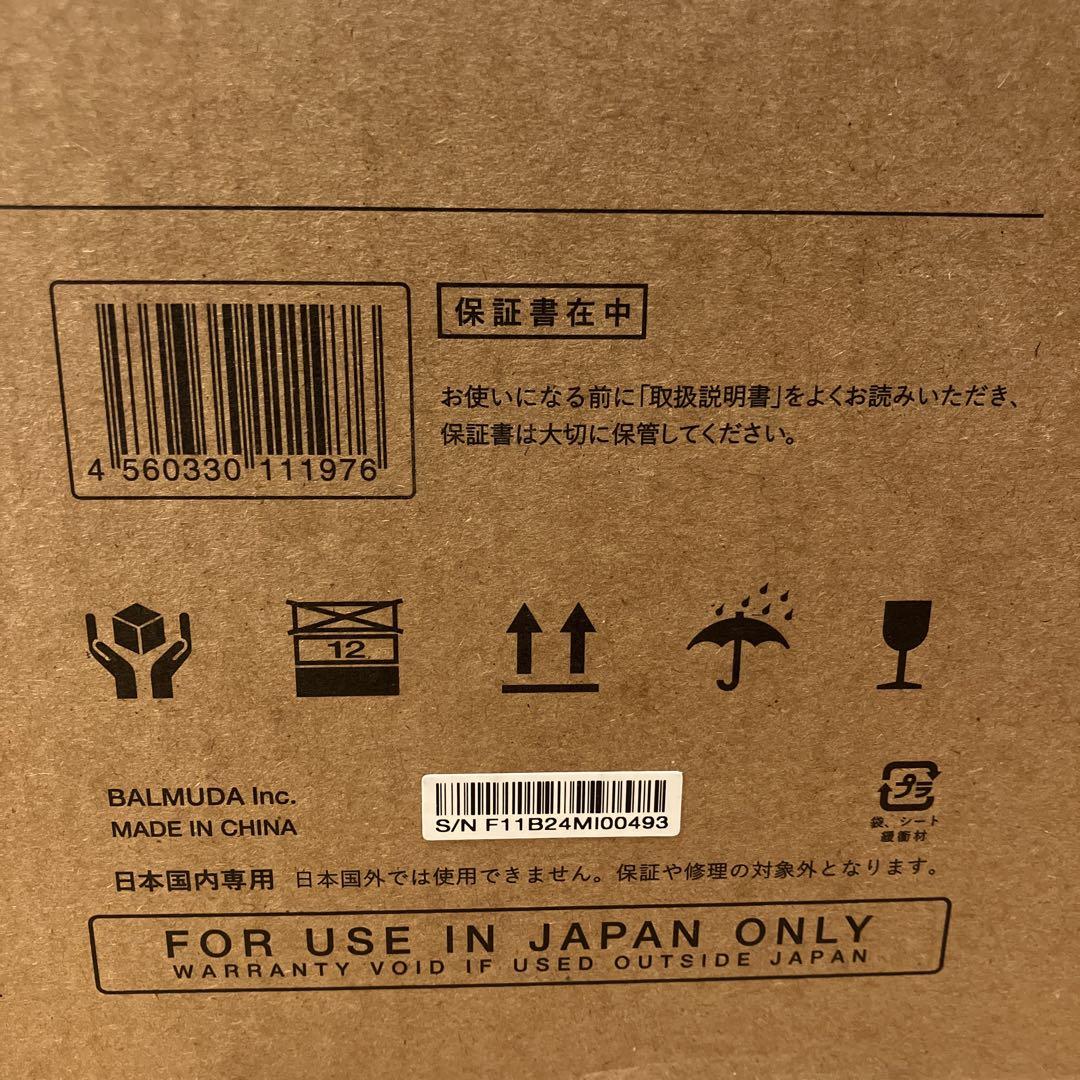 保証書在中
お使いになる前に「取扱説明書」をよくお読みいただき、
保証書は大切に保管してください。
4 560330 111976
12
BALMUDA Inc.
MADE IN CHINA
S/N F11B24MI00493
プラ
袋、シート
緩衝材
日本国内専用 日本国外では使用できません。保証や修理の対象外となります。
FOR USE IN JAPAN ONLY
WARRANTY VOID IF USED OUTSIDE JAPAN